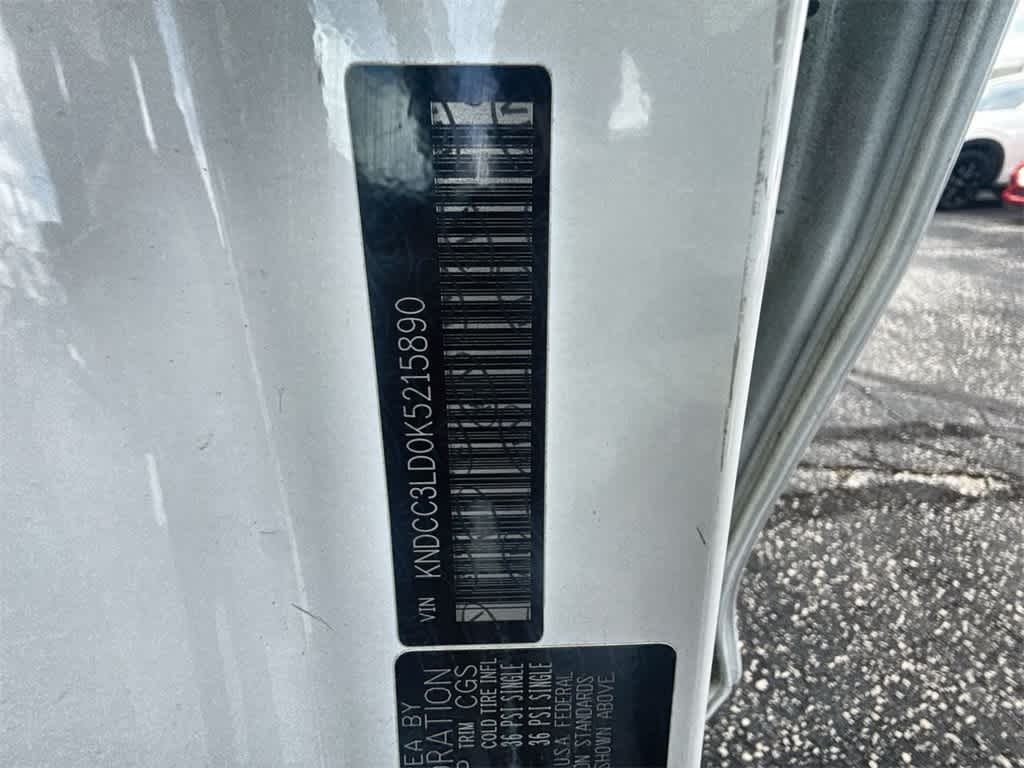 VIN KNDCC3LD0K5215890
EA BY
ORATION
TRIM CGS
COLD TIRE INFL
36 PSI SINGLE
36 PSI SINGLE
U.S.A. FEDERAL
ON STANDARDS
SHOWN ABOVE